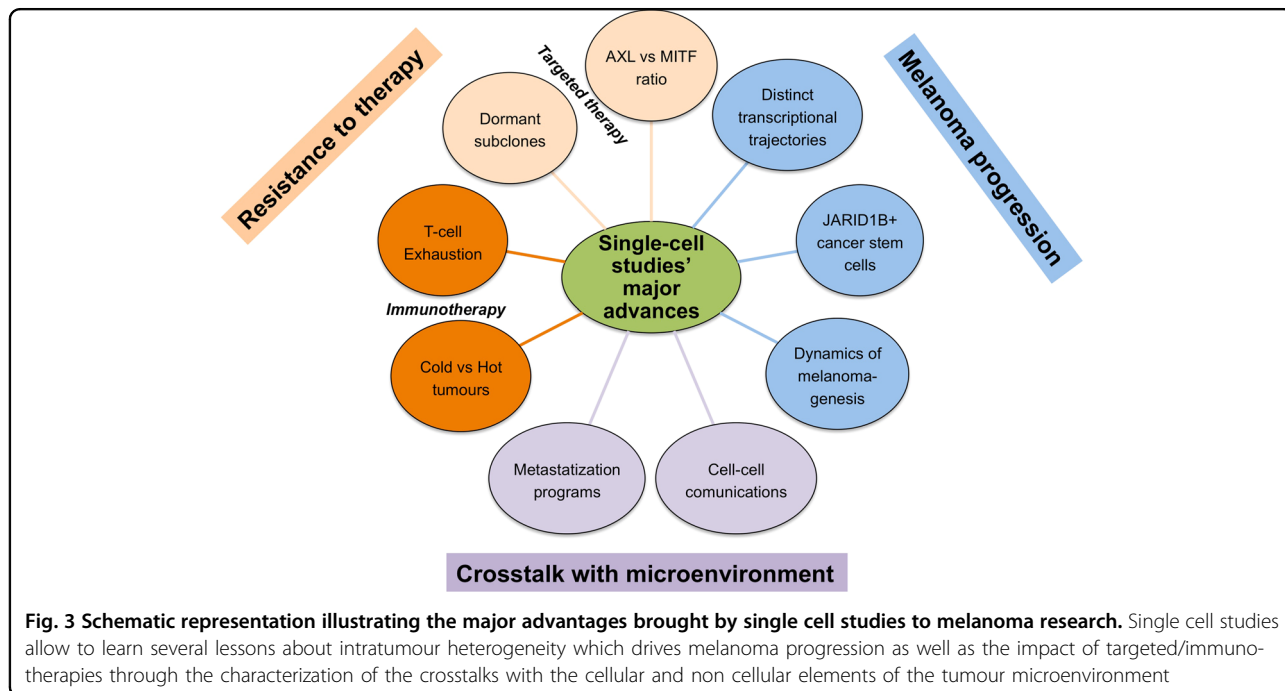 Resistance to therapy
Targeted therapy
AXL vs MITF
ratio
Distinct
transcriptional
trajectories
Melanoma progression
Dormant
subclones
JARID1B+
cancer stem
cells
T-cell
Exhaustion
Single-cell
studies’
major
advances
Immunotherapy
Cold vs Hot
tumours
Dynamics of
melanoma-
genesis
Metastatization
programs
Cell-cell
comunications
Crosstalk with microenvironment
Fig. 3 Schematic representation illustrating the major advantages brought by single cell studies to melanoma research. Single cell studies
allow to learn several lessons about intratumour heterogeneity which drives melanoma progression as well as the impact of targeted/immuno-
therapies through the characterization of the crosstalks with the cellular and non cellular elements of the tumour microenvironment